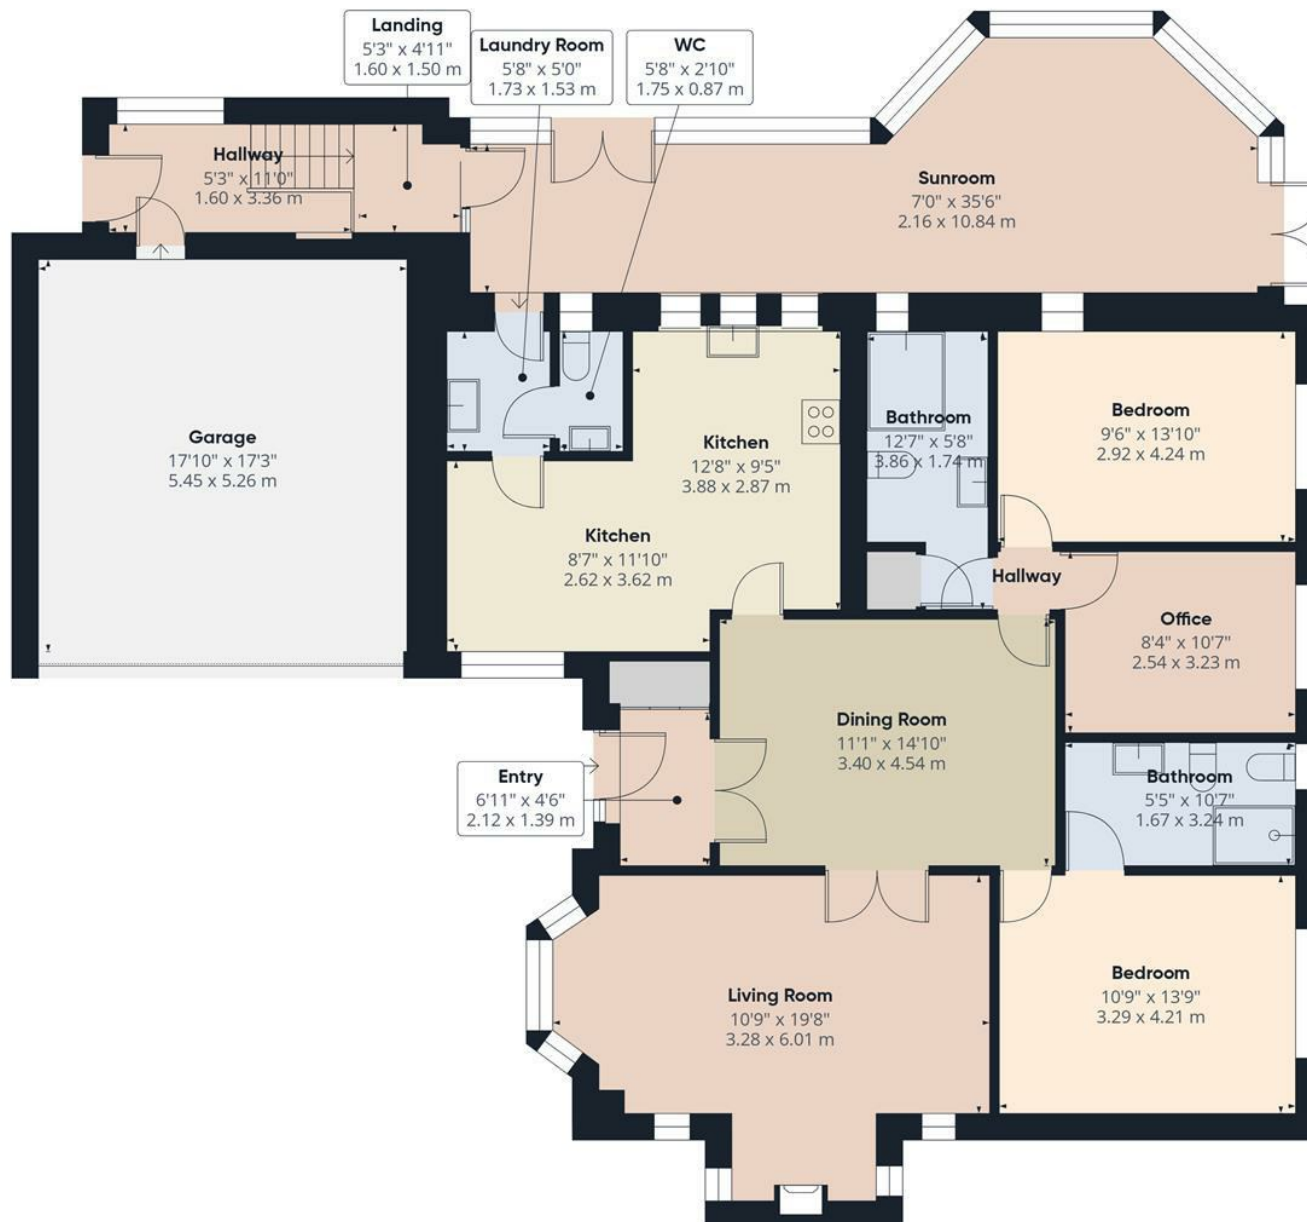 Landing
5'3" x 4'11"
1.60 x 1.50 m
Laundry Room
5'8" x 5'0"
1.73 x 1.53 m
WC
5'8" x 2'10"
1.75 x 0.87 m
Hallway
5'3" x 11'0"
1.60 x 3.36 m
Sunroom
7'0" x 35'6"
2.16 x 10.84 m
Garage
17'10" x 17'3"
5.45 x 5.26 m
Kitchen
12'8" x 9'5"
3.88 x 2.87 m
Bathroom
12'7" x 5'8"
3.86 x 1.74 m
Bedroom
9'6" x 13'10"
2.92 x 4.24 m
Kitchen
8'7" x 11'10"
2.62 x 3.62 m
Hallway
Office
8'4" x 10'7"
2.54 x 3.23 m
Dining Room
11'1" x 14'10"
3.40 x 4.54 m
Entry
6'11" x 4'6"
2.12 x 1.39 m
Bathroom
5'5" x 10'7"
1.67 x 3.24 m
Living Room
10'9" x 19'8"
3.28 x 6.01 m
Bedroom
10'9" x 13'9"
3.29 x 4.21 m